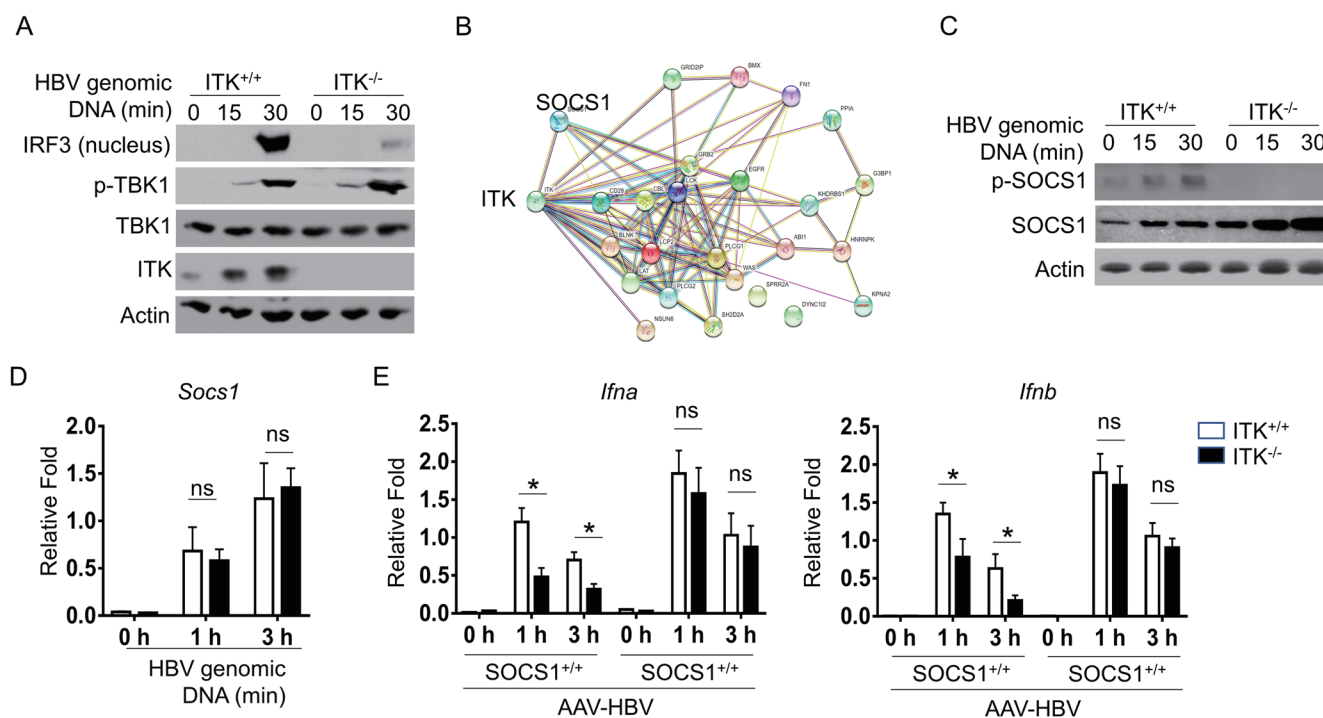 A
HBV genomic
DNA (min)
ITK+/+
ITK-/-
0 15 30 0 15 30
IRF3 (nucleus)
p-TBK1
TBK1
ITK
Actin
B
GRID2IP
BMX
FN1
SOCS1
PPIA
GRB2
EGFR
LCK
G3BP1
ITK
ITK
CD28
CBL
KHDRBS1
BLNK
LCP2
PLCG1
ABI1
HNRNPK
LAT
WAS
PLCG2
SPRR2A
KPNA2
DYNC1I2
NSUN6
SH2D2A
C
HBV genomic
DNA (min)
ITK+/+
ITK-/-
0 15 30 0 15 30
p-SOCS1
SOCS1
Actin
D
Socs1
Relative Fold
2.0
1.5
1.0
0.5
0.0
ns
ns
0 h 1 h 3 h
HBV genomic
DNA (min)
E
Ifna
Relative Fold
2.5
2.0
1.5
1.0
0.5
0.0
*
*
ns
ns
0 h 1 h 3 h 0 h 1 h 3 h
SOCS1+/+ SOCS1+/+
AAV-HBV
Ifnb
Relative Fold
2.5
2.0
1.5
1.0
0.5
0.0
*
*
ns
ns
0 h 1 h 3 h 0 h 1 h 3 h
SOCS1+/+ SOCS1+/+
AAV-HBV
ITK+/+
ITK-/-